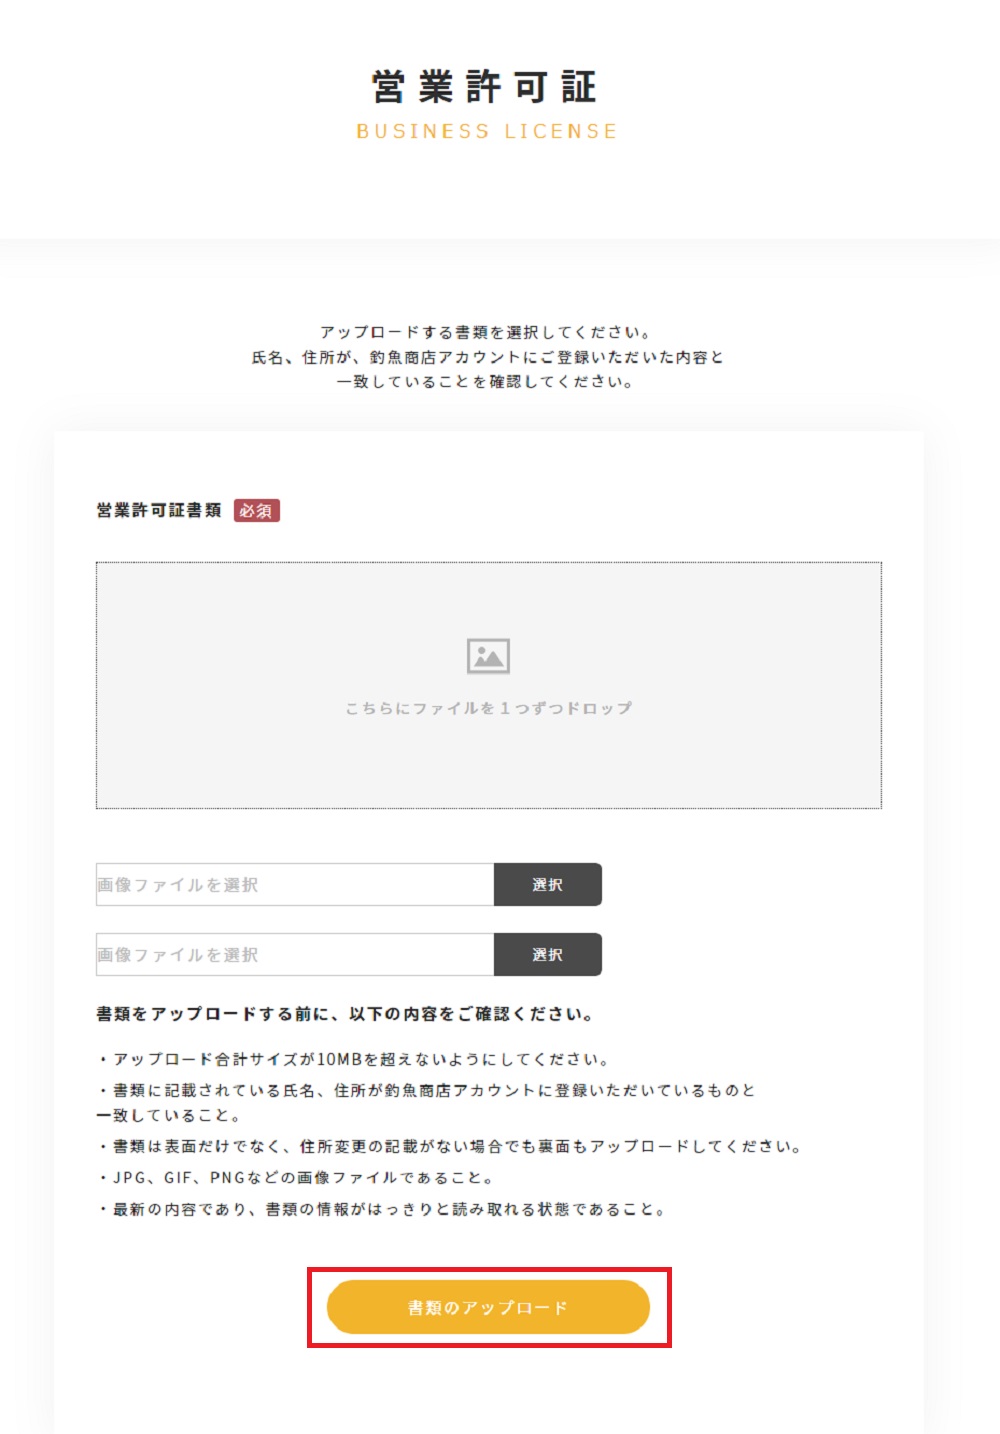 営業許可証
BUSINESS LICENSE
アップロードする書類を選択してください。
氏名、住所が、釣魚商店アカウントにご登録いただいた内容と
一致していることを確認してください。
営業許可証書類 必須
こちらにファイルを1つずつドロップ
画像ファイルを選択 選択
画像ファイルを選択 選択
書類をアップロードする前に、以下の内容をご確認ください。
・アップロード合計サイズが10MBを超えないようにしてください。
・書類に記載されている氏名、住所が釣魚商店アカウントに登録いただいているものと
一致していること。
・書類は表面だけでなく、住所変更の記載がない場合でも裏面もアップロードしてください。
・JPG、GIF、PNGなどの画像ファイルであること。
・最新の内容であり、書類の情報がはっきりと読み取れる状態であること。
書類のアップロード